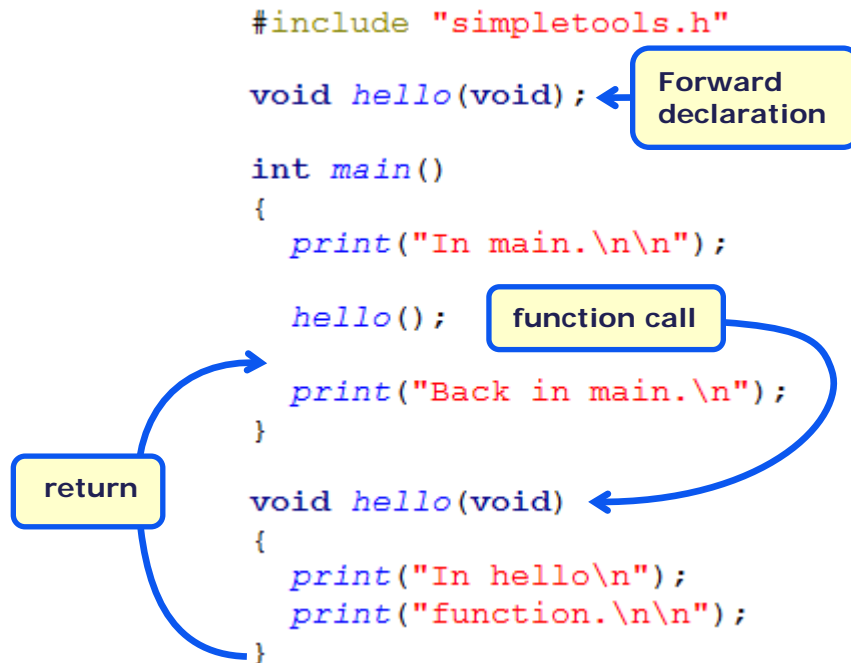 #include "simpletools.h"
void hello(void);
Forward
declaration
int main()
{
print("In main.\n\n");
hello();
function call
print("Back in main.\n");
}
return
void hello(void)
{
print("In hello\n");
print("function.\n\n");
}